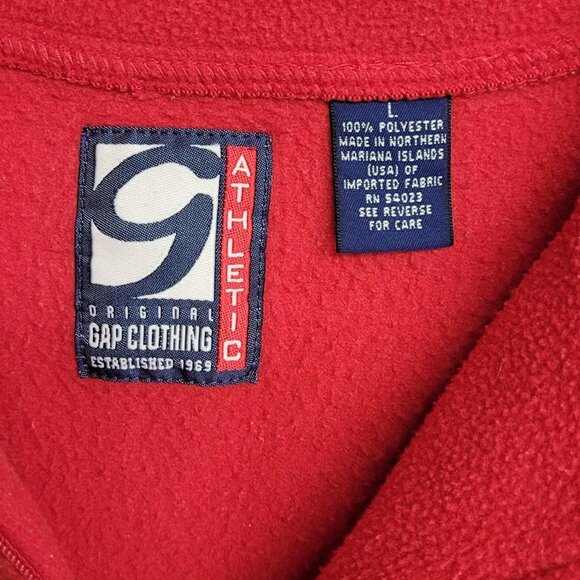 G
ATHLETIC
ORIGINAL
GAP CLOTHING
ESTABLISHED 1969
L
100% POLYESTER
MADE IN NORTHERN
MARIANA ISLANDS
(USA) OF
IMPORTED FABRIC
RN 54023
SEE REVERSE
FOR CARE